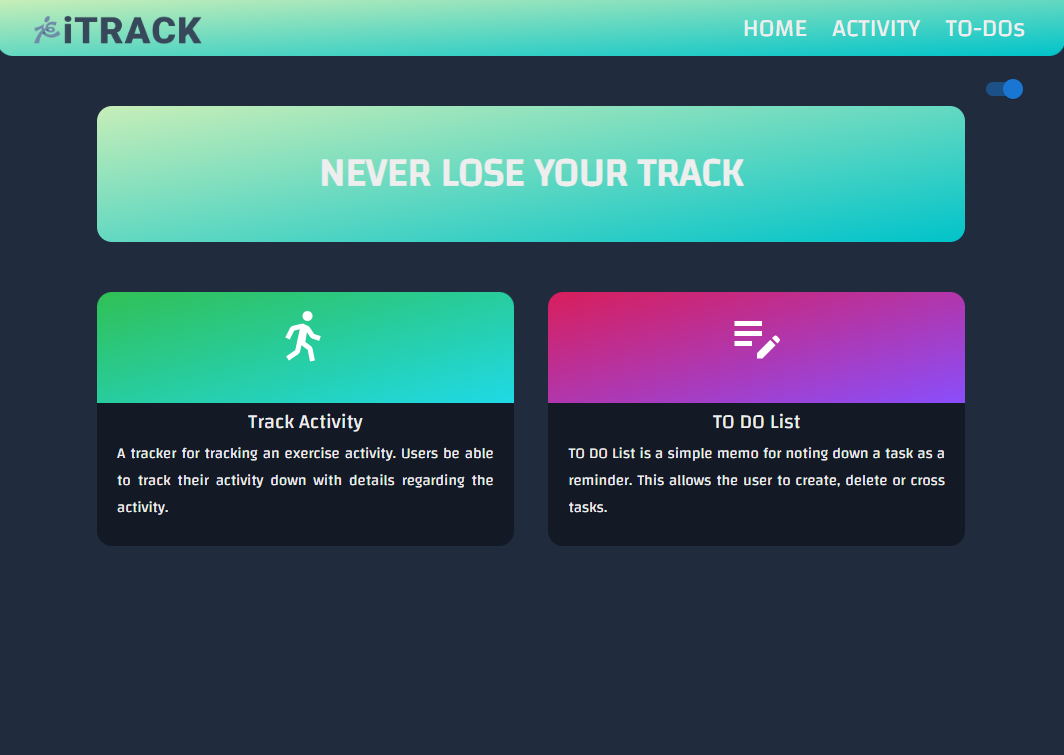 iTRACK
HOME ACTIVITY TO-DOs
NEVER LOSE YOUR TRACK
Track Activity
A tracker for tracking an exercise activity. Users be able
to track their activity down with details regarding the
activity.
TO DO List
TO DO List is a simple memo for noting down a task as a
reminder. This allows the user to create, delete or cross
tasks.